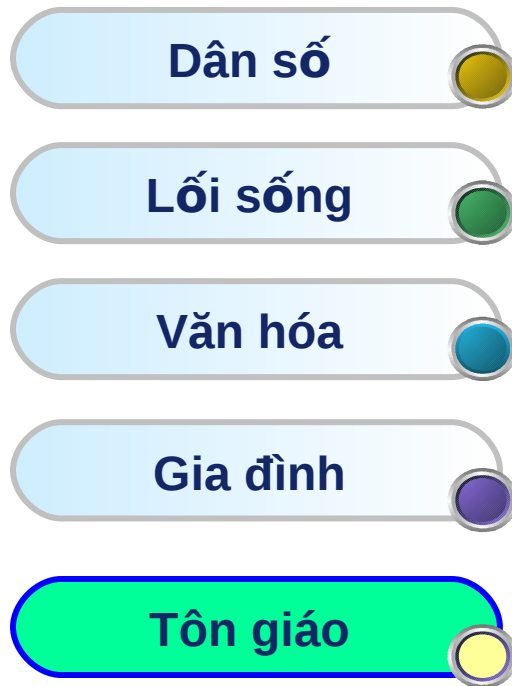 Dân số
Lối sống
Văn hóa
Gia đình
Tôn giáo